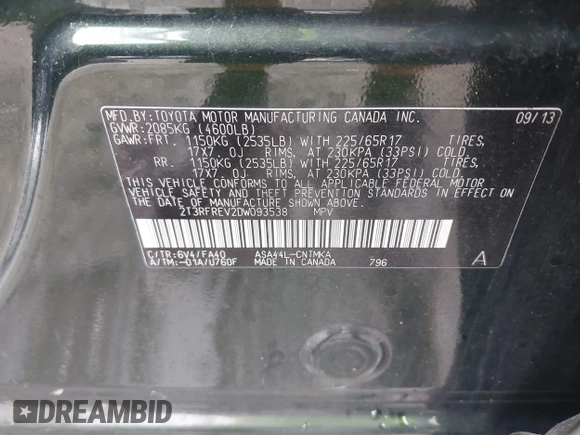 MFD. BY: TOYOTA MOTOR MANUFACTURING CANADA INC. 09/13
GVWR: 2085KG (4600LB)
GAWR: FRT. 1150KG (2535LB) WITH 225/65R17 TIRES,
17X7.0J RIMS, AT 230KPA (33PSI) COLD.
RR. 1150KG (2535LB) WITH 225/65R17 TIRES,
17X7.0J RIMS, AT 230KPA (33PSI) COLD.
THIS VEHICLE CONFORMS TO ALL APPLICABLE FEDERAL MOTOR
VEHICLE SAFETY AND THEFT PREVENTION STANDARDS IN EFFECT ON
THE DATE OF MANUFACTURE SHOWN ABOVE.
2T3RFREV2DW093538 MPV
C/TR: 6V4/FA40 ASA44L-CNTMKA
A/TM: -01A/U760F MADE IN CANADA 796 A
DREAMBID